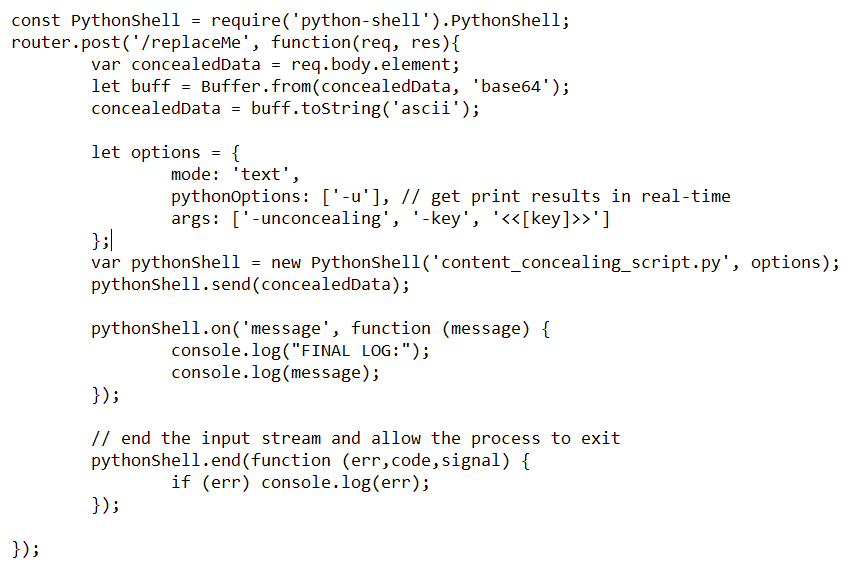 const PythonShell = require('python-shell').PythonShell;
router.post('/replaceMe', function(req, res){
        var concealedData = req.body.element;
        let buff = Buffer.from(concealedData, 'base64');
        concealedData = buff.toString('ascii');

        let options = {
                mode: 'text',
                pythonOptions: ['-u'], // get print results in real-time
                args: ['-unconcealing', '-key', '<<[key]>>']
        };
        var pythonShell = new PythonShell('content_concealing_script.py', options);
        pythonShell.send(concealedData);

        pythonShell.on('message', function (message) {
                console.log("FINAL LOG:");
                console.log(message);
        });

        // end the input stream and allow the process to exit
        pythonShell.end(function (err,code,signal) {
                if (err) console.log(err);
        });

});